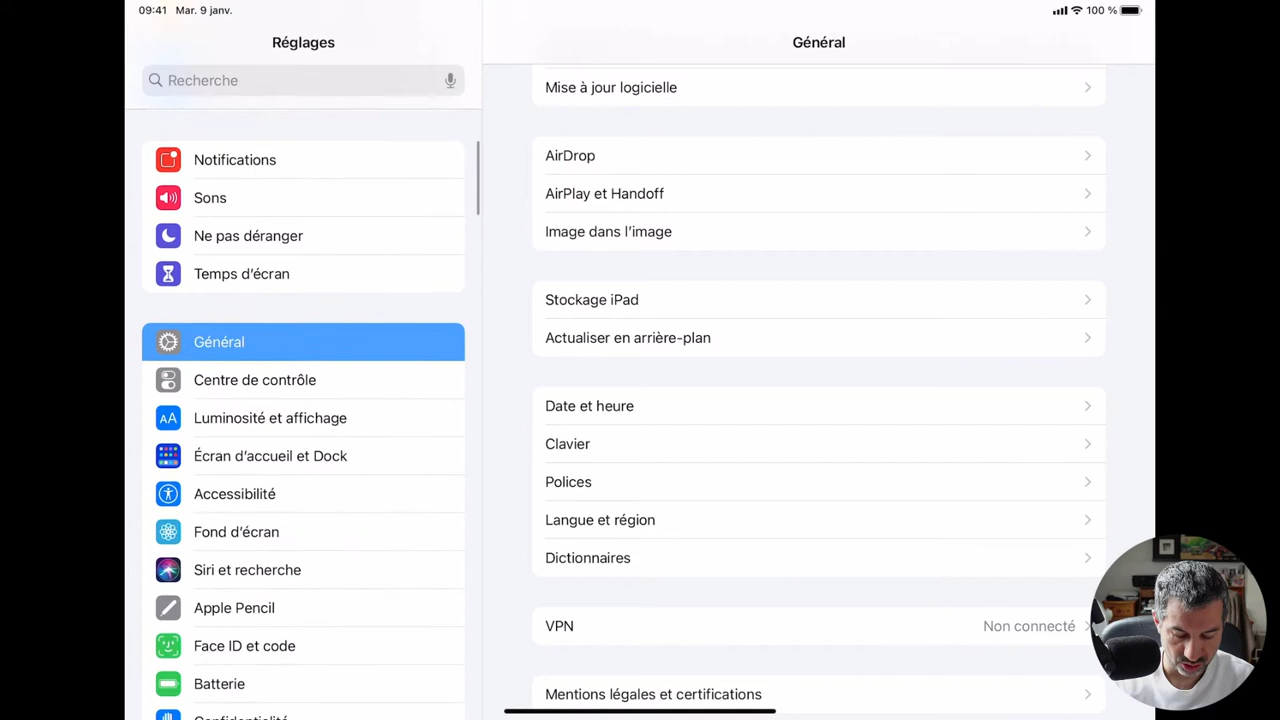 09:41 Mar. 9 janv.
100 %
Réglages
Recherche
Notifications
Sons
Ne pas déranger
Temps d’écran
Général
Centre de contrôle
AA Luminosité et affichage
Écran d’accueil et Dock
Accessibilité
Fond d’écran
Siri et recherche
Apple Pencil
Face ID et code
Batterie
Général
Mise à jour logicielle
AirDrop
AirPlay et Handoff
Image dans l’image
Stockage iPad
Actualiser en arrière-plan
Date et heure
Clavier
Polices
Langue et région
Dictionnaires
VPN Non connecté
Mentions légales et certifications